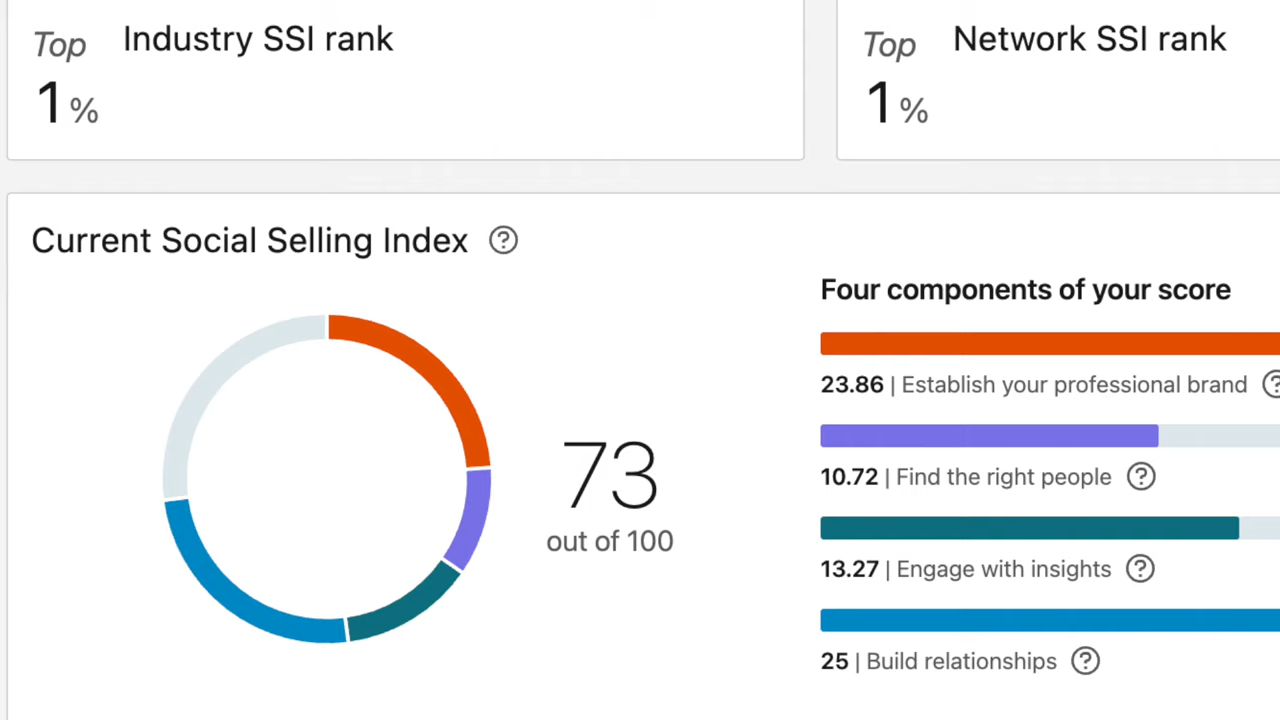 Top Industry SSI rank
1 %
Top Network SSI rank
1 %
Current Social Selling Index
73
out of 100
Four components of your score
23.86 | Establish your professional brand
10.72 | Find the right people
13.27 | Engage with insights
25 | Build relationships